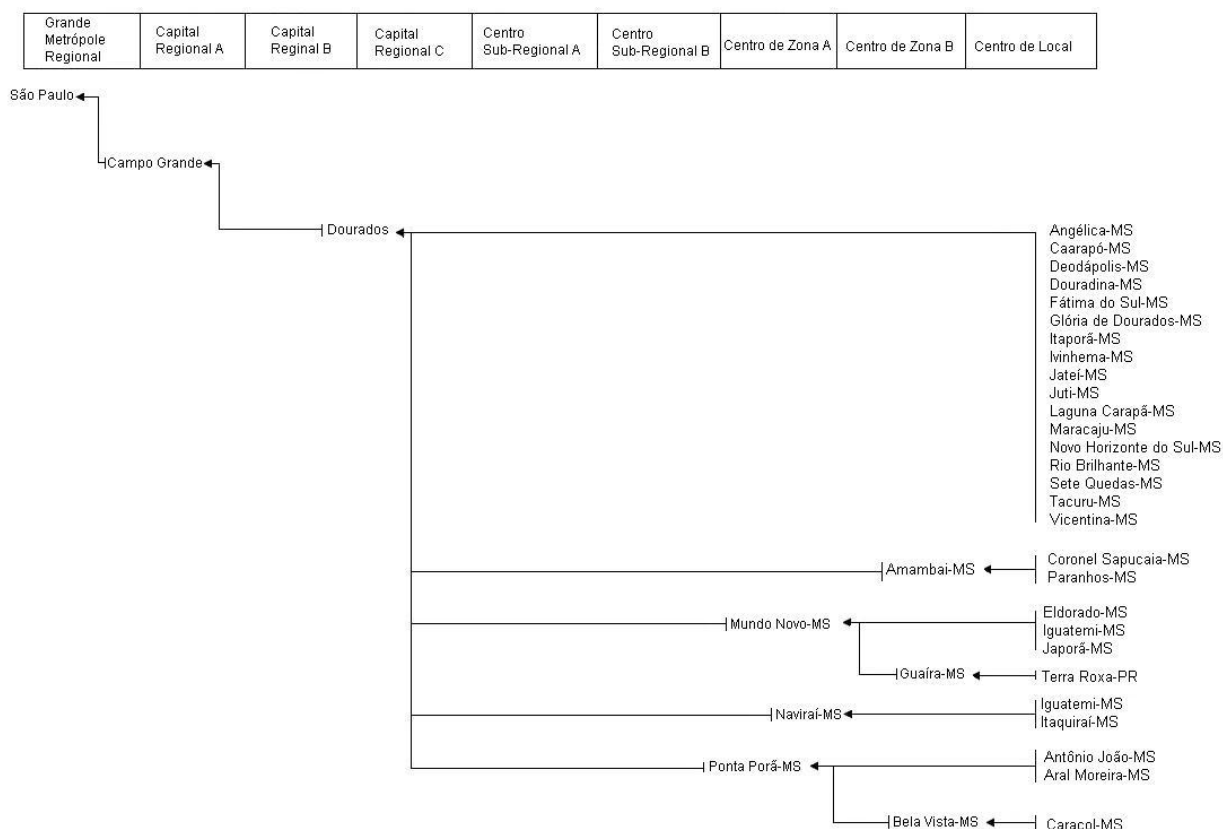 Grande
Metrópole
Regional
Capital
Regional A
Capital
Reginal B
Capital
Regional C
Centro
Sub-Regional A
Centro
Sub-Regional B
Centro de Zona A
Centro de Zona B
Centro de Local
São Paulo
Campo Grande
Dourados
Angélica-MS
Caarapó-MS
Deodápolis-MS
Douradina-MS
Fátima do Sul-MS
Glória de Dourados-MS
Itaporã-MS
Ivinhema-MS
Jateí-MS
Juti-MS
Laguna Carapã-MS
Maracaju-MS
Novo Horizonte do Sul-MS
Rio Brilhante-MS
Sete Quedas-MS
Tacuru-MS
Vicentina-MS
Amambai-MS
Coronel Sapucaia-MS
Paranhos-MS
Mundo Novo-MS
Eldorado-MS
Iguatemi-MS
Japorã-MS
Guaíra-MS
Terra Roxa-PR
Naviraí-MS
Iguatemi-MS
Itaquiraí-MS
Ponta Porã-MS
Antônio João-MS
Aral Moreira-MS
Bela Vista-MS
Caracol-MS